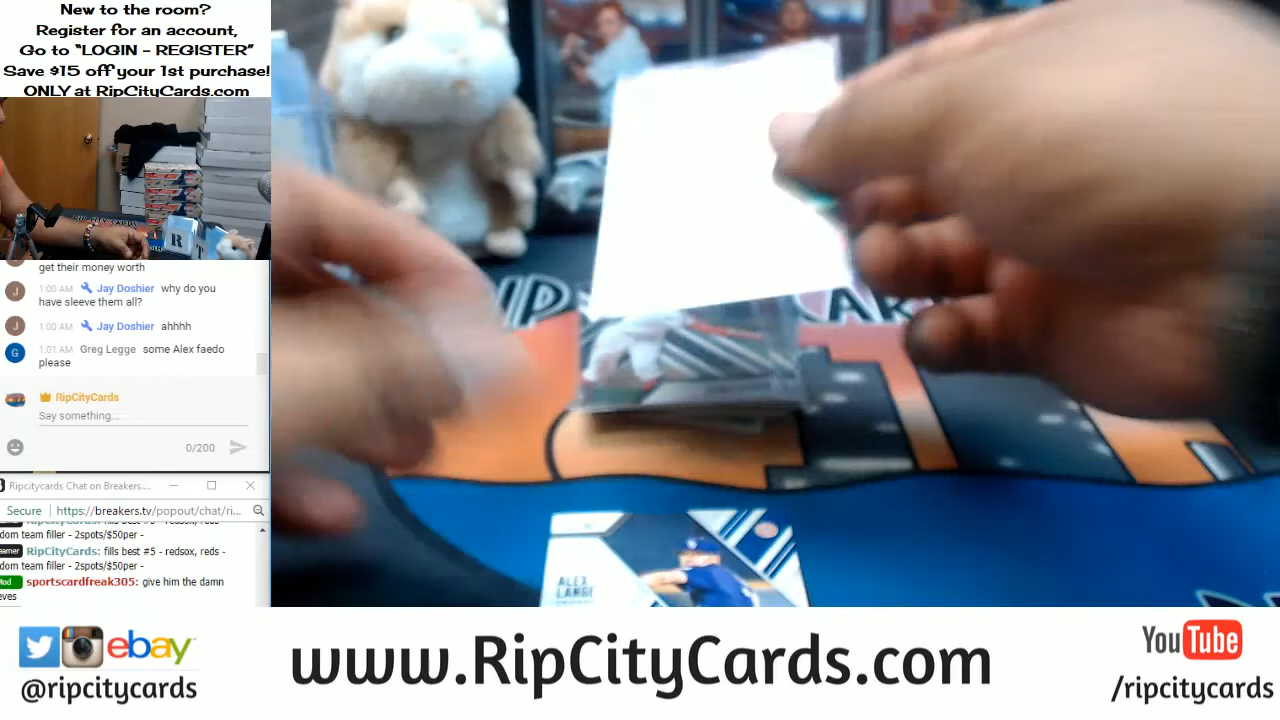 New to the room?
Register for an account,
Go to "LOGIN - REGISTER"
Save $15 off your 1st purchase!
ONLY at RipCityCards.com
get their money worth
1:00 AM Jay Doshier why do you
have sleeve them all?
1:00 AM Jay Doshier ahhhh
1:01 AM Greg Legge some Alex faedo
please
RipCityCards
Say something...
0/200
Ripcitycards Chat on Breakers....
Secure https://breakers.tv/popout/chat/ri...
RipCityCards: fills best #5 - redsox, reds -
dom team filler - 2spots/$50per -
RipCityCards: fills best #5 - redsox, reds -
dom team filler - 2spots/$50per -
sportscardfreak305: give him the damn
eves
ALEX
LANGE
ebay
@ripcitycards
www.RipCityCards.com
YouTube
/ripcitycards